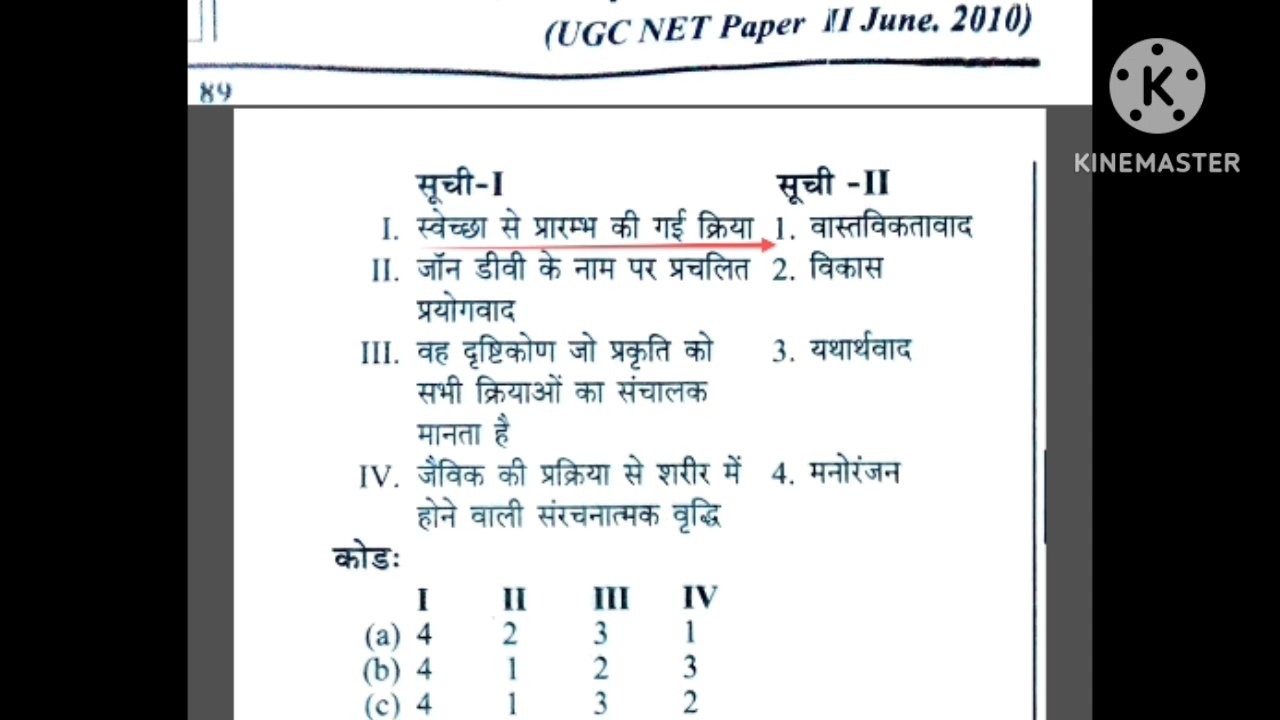 (UGC NET Paper II June. 2010)
89
KINEMASTER
सूची-I सूची -II
I. स्वेच्छा से प्रारम्भ की गई क्रिया 1. वास्तविकतावाद
II. जॉन डीवी के नाम पर प्रचलित 2. विकास
प्रयोगवाद
III. वह दृष्टिकोण जो प्रकृति को 3. यथार्थवाद
सभी क्रियाओं का संचालक
मानता है
IV. जैविक की प्रक्रिया से शरीर में 4. मनोरंजन
होने वाली संरचनात्मक वृद्धि
कोडः
I II III IV
(a) 4 2 3 1
(b) 4 1 2 3
(c) 4 1 3 2